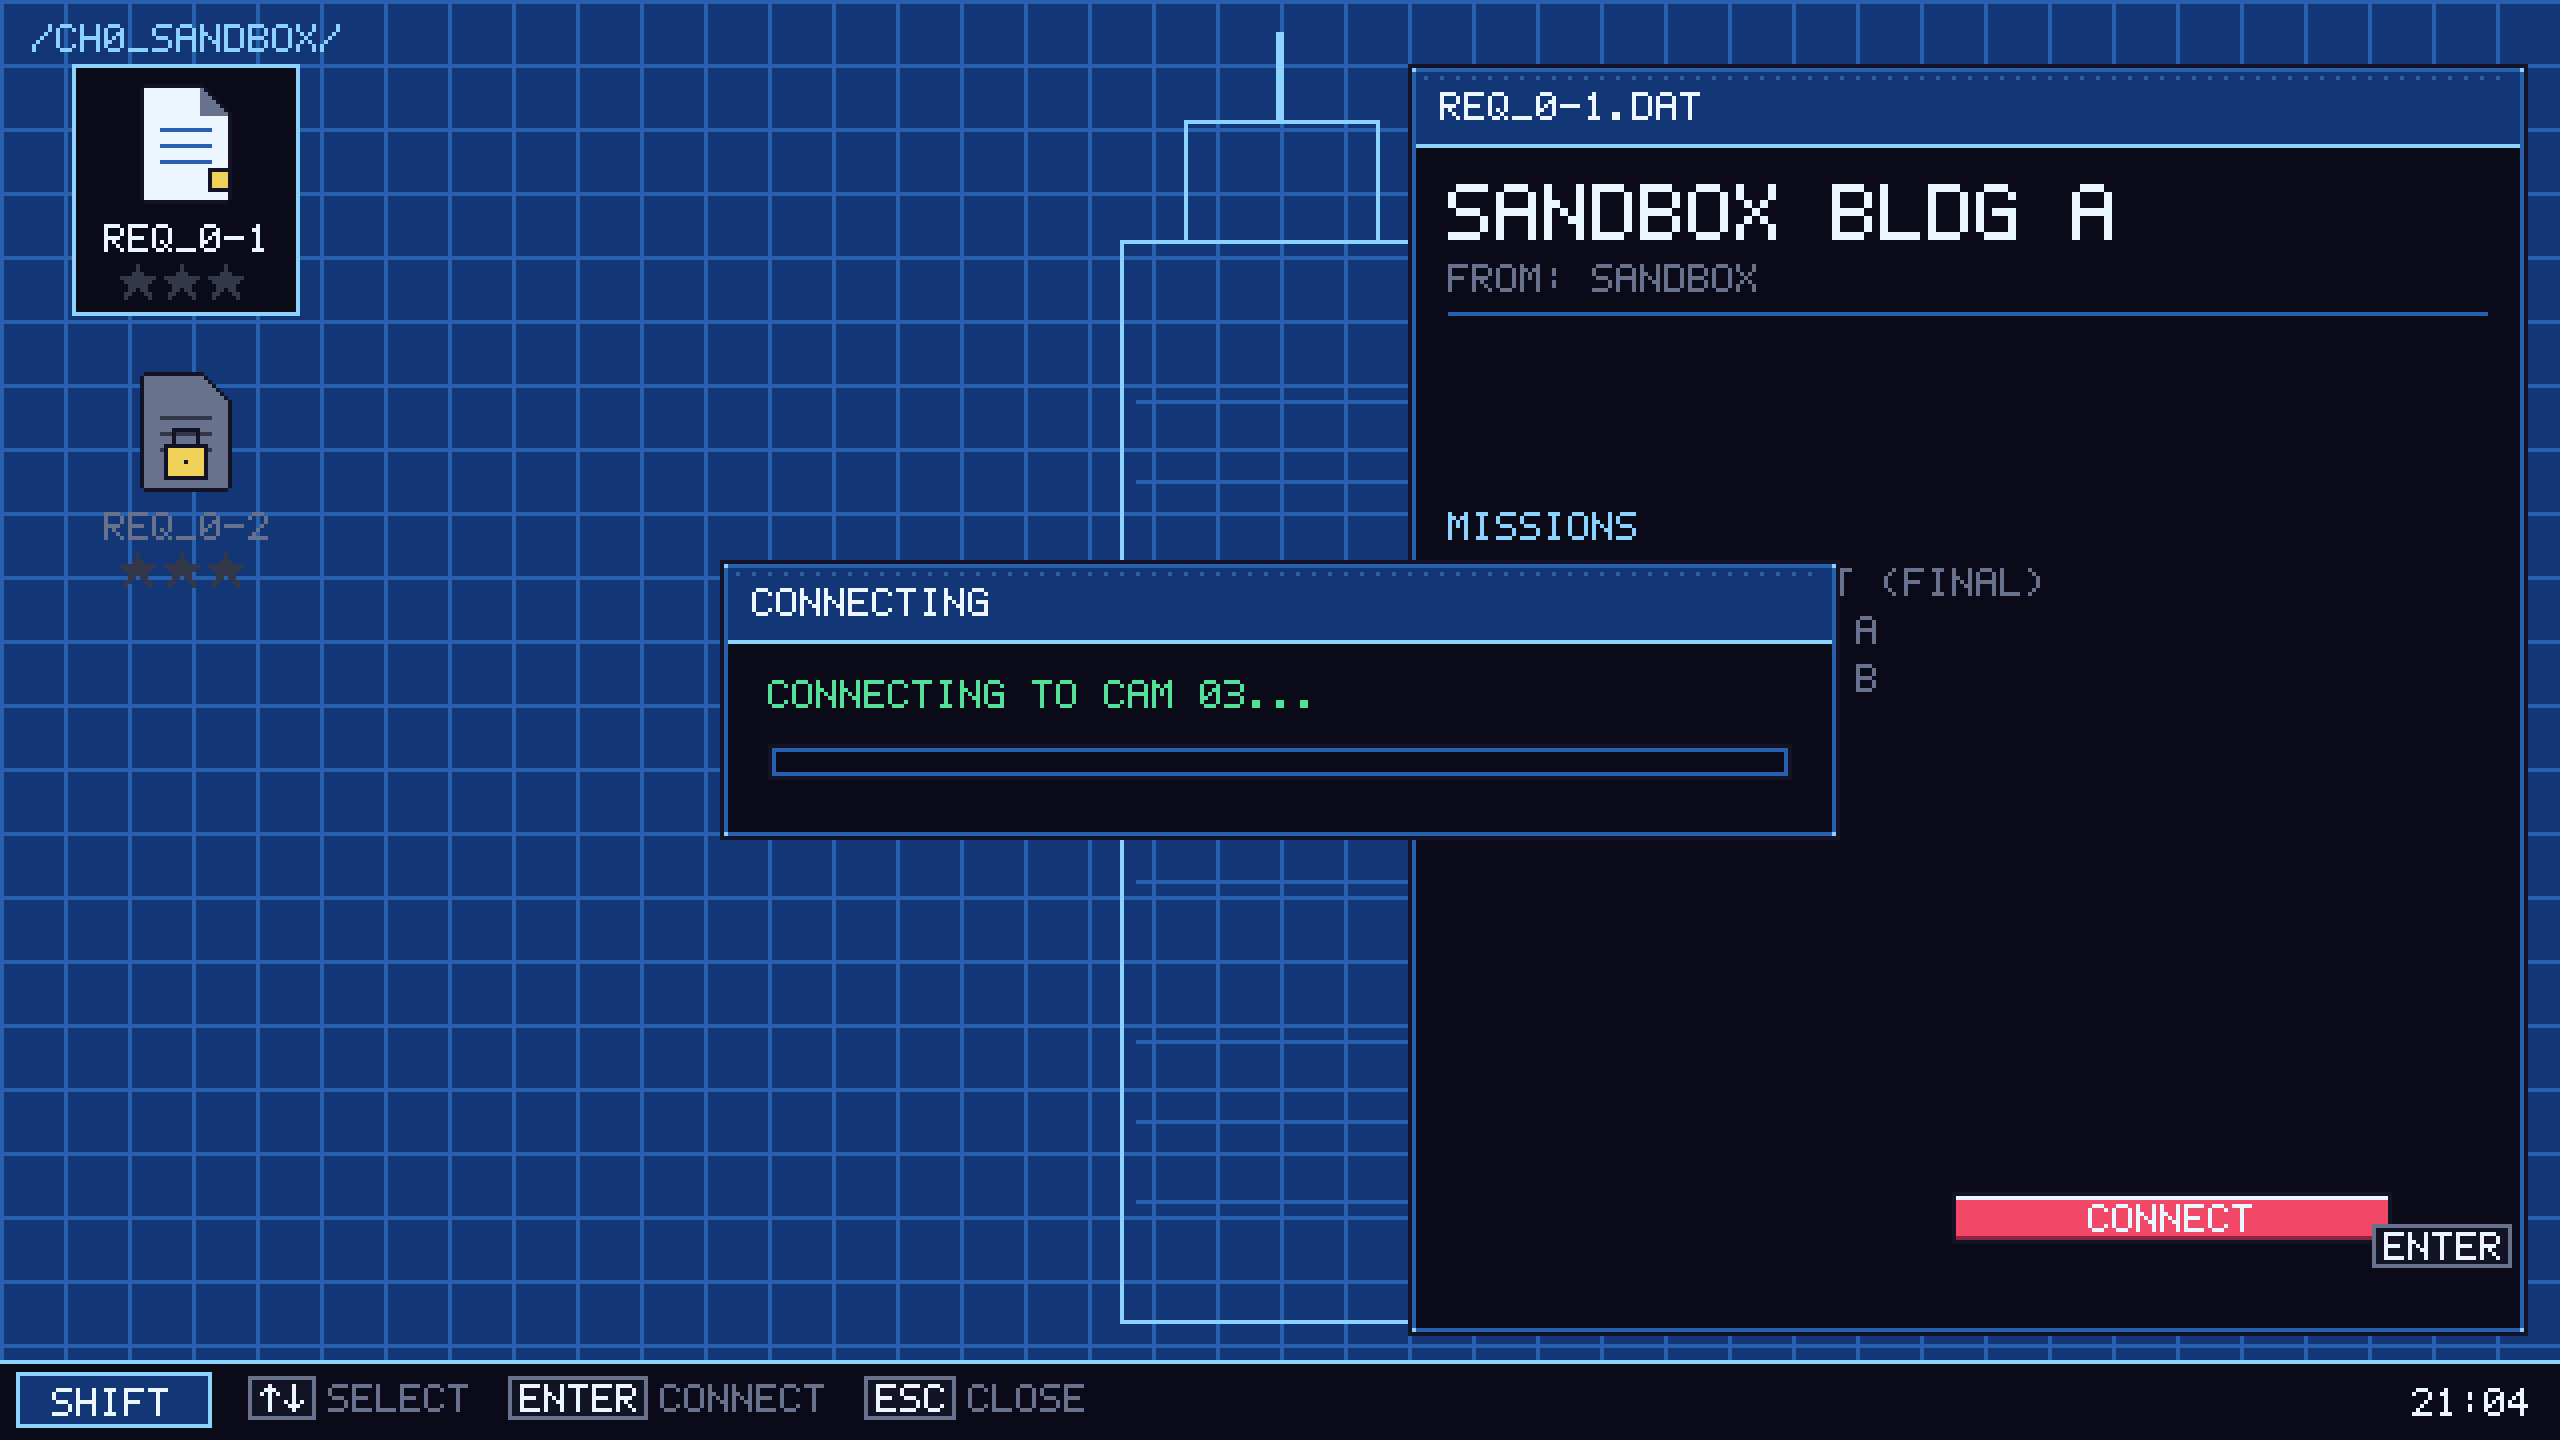 /CH0_SANDBOX/
REQ_0-1
REQ_0-2
REQ_0-1.DAT
SANDBOX BLDG A
FROM: SANDBOX
MISSIONS
(FINAL)
A
B
CONNECTING
CONNECTING TO CAM 03...
CONNECT
ENTER
SHIFT
↑↓ SELECT
ENTER CONNECT
ESC CLOSE
21:04